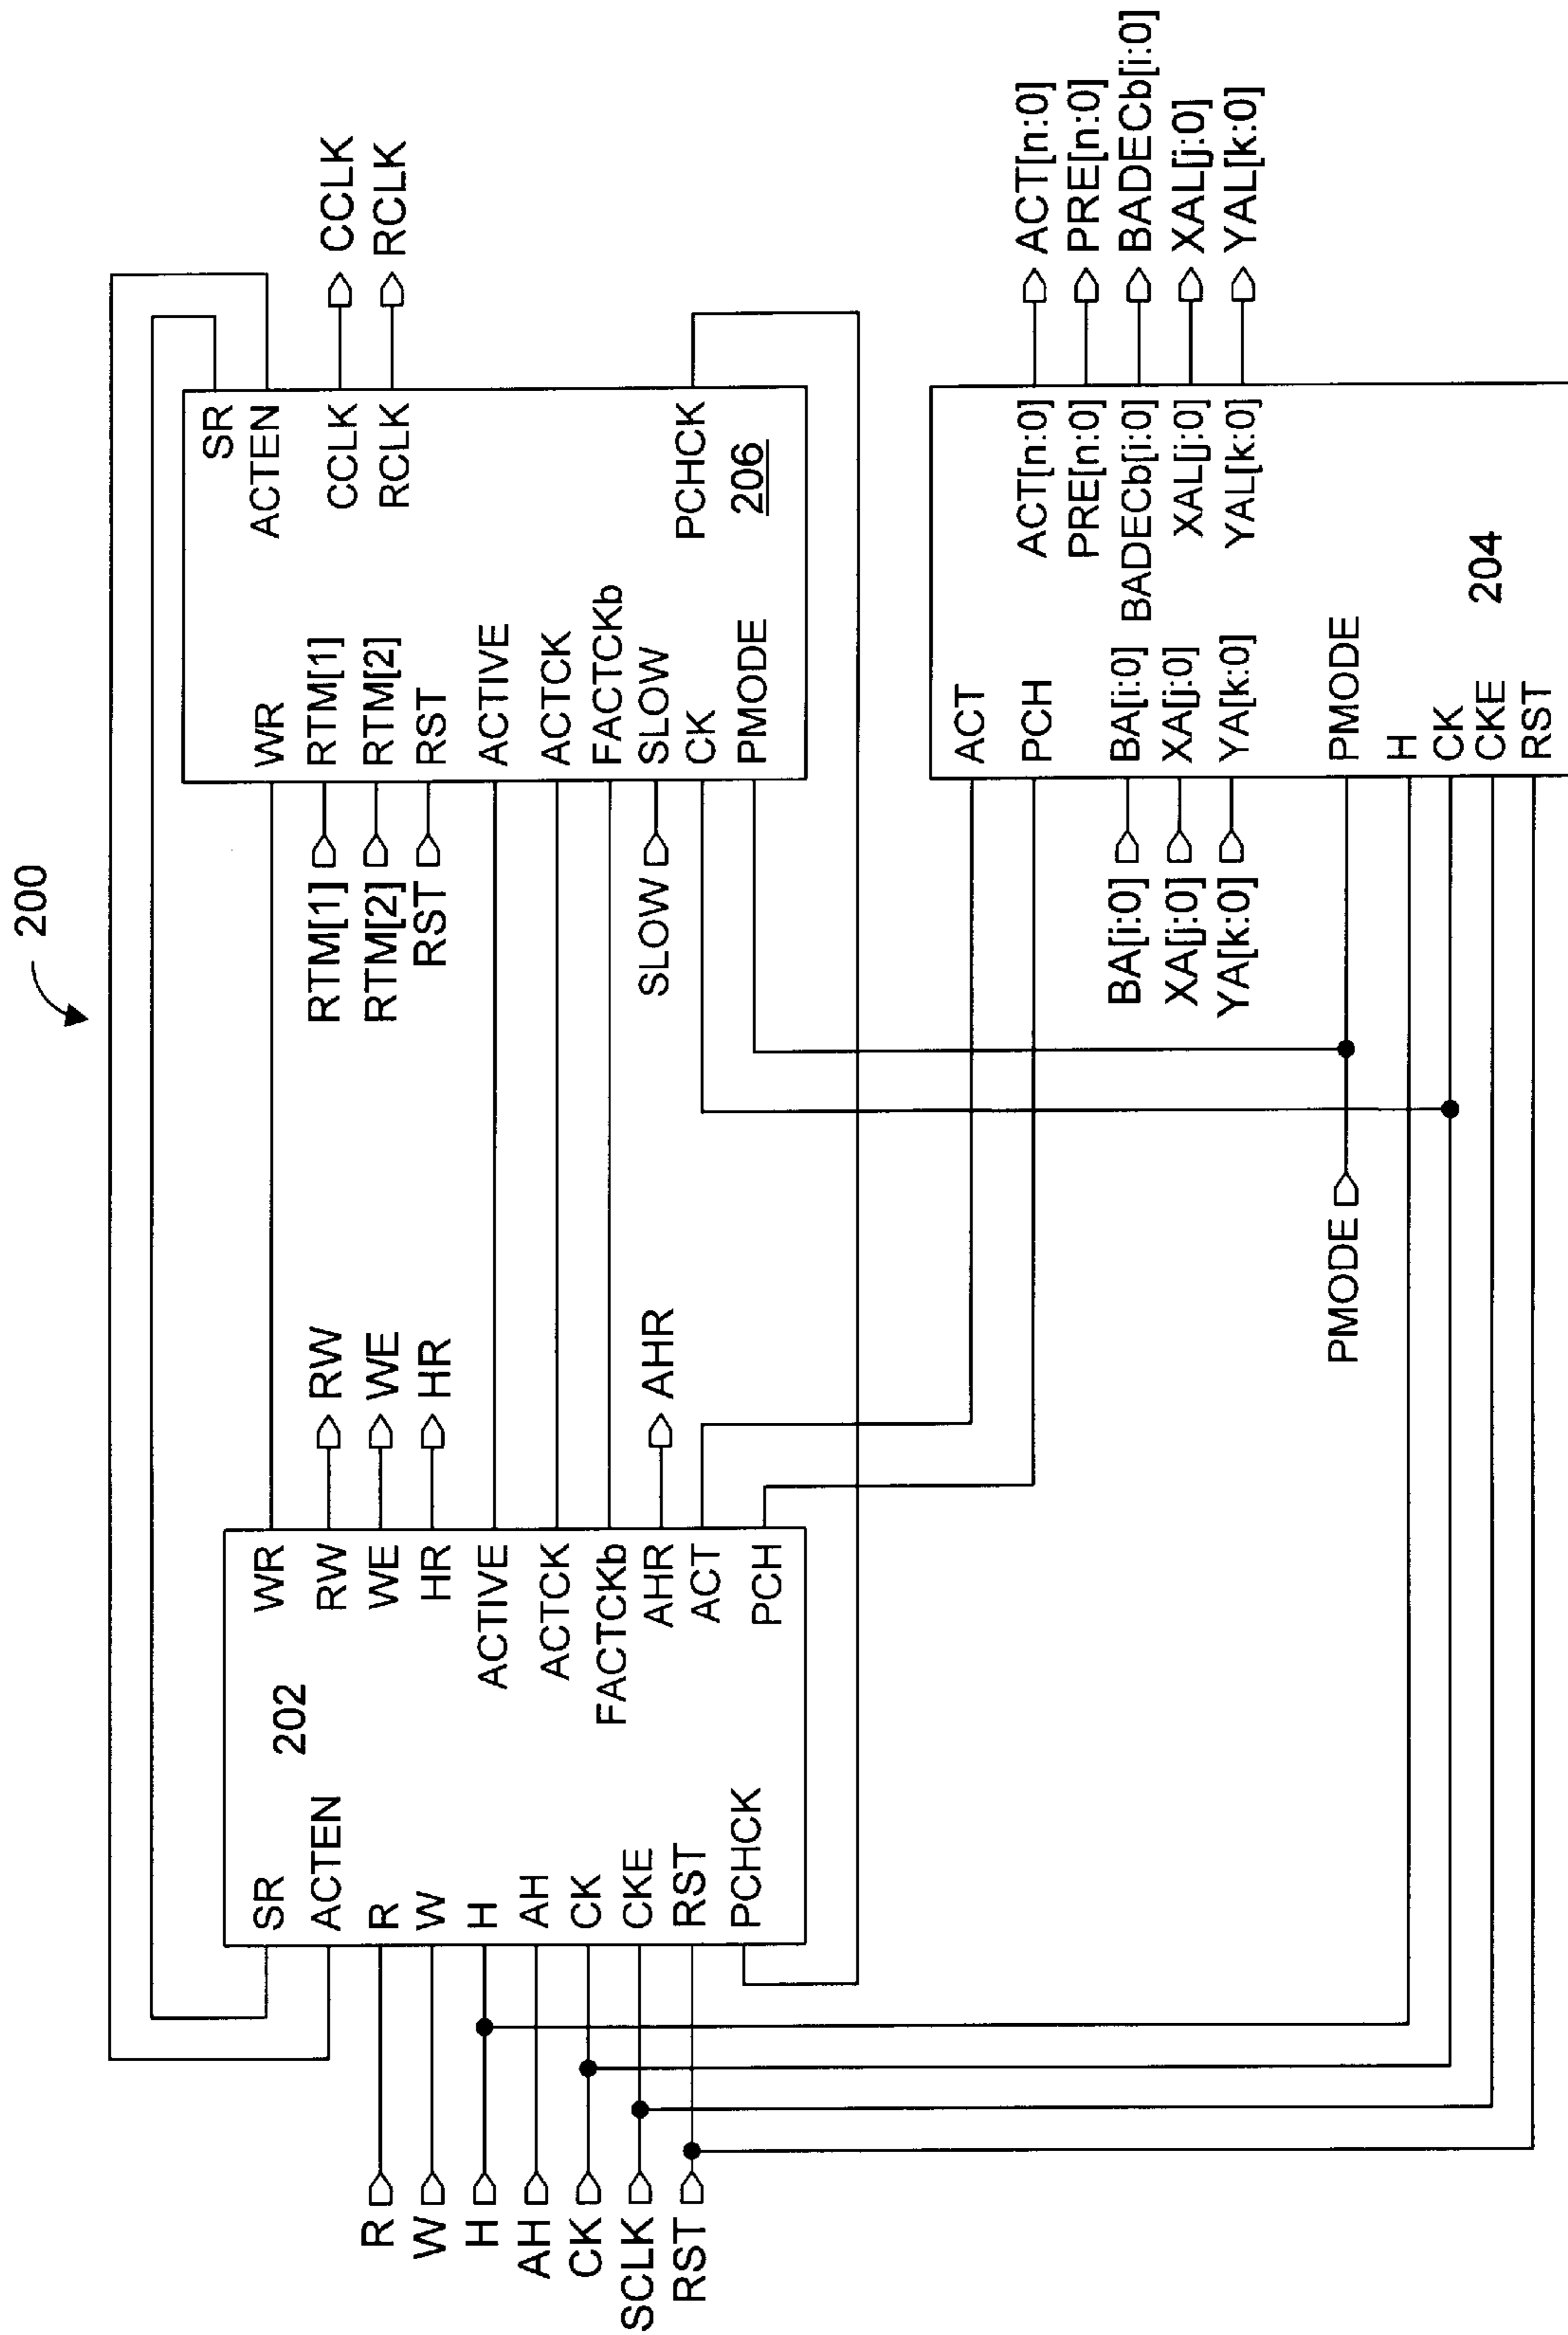 200
R
W
H
AH
CK
SCLK
RST
SR
ACTEN
R
W
H
AH
CK
CKE
RST
PCHCK
202
WR
RW
WE
HR
ACTIVE
ACTCK
FACTCKb
AHR
ACT
PCH
RW
WE
HR
AHR
RTM[1]
RTM[2]
RST
SLOW
WR
RTM[1]
RTM[2]
RST
ACTIVE
ACTCK
FACTCKb
SLOW
CK
PMODE
SR
ACTEN
CCLK
RCLK
PCHCK
206
CCLK
RCLK
PMODE
BA[i:0]
XA[j:0]
YA[k:0]
ACT
PCH
BA[i:0]
XA[j:0]
YA[k:0]
PMODE
H
CK
CKE
RST
ACT[n:0]
PRE[n:0]
BADECb[i:0]
XAL[j:0]
YAL[k:0]
204
ACT[n:0]
PRE[n:0]
BADECb[i:0]
XAL[j:0]
YAL[k:0]